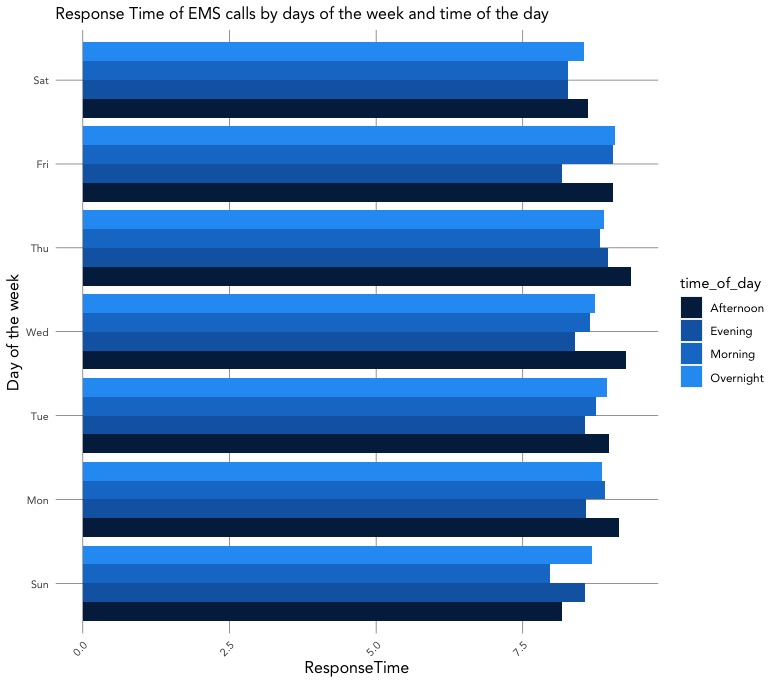 Response Time of EMS calls by days of the week and time of the day
Day of the week
Sat
Fri
Thu
Wed
Tue
Mon
Sun
0.0
2.5
5.0
7.5
ResponseTime
time_of_day
Afternoon
Evening
Morning
Overnight